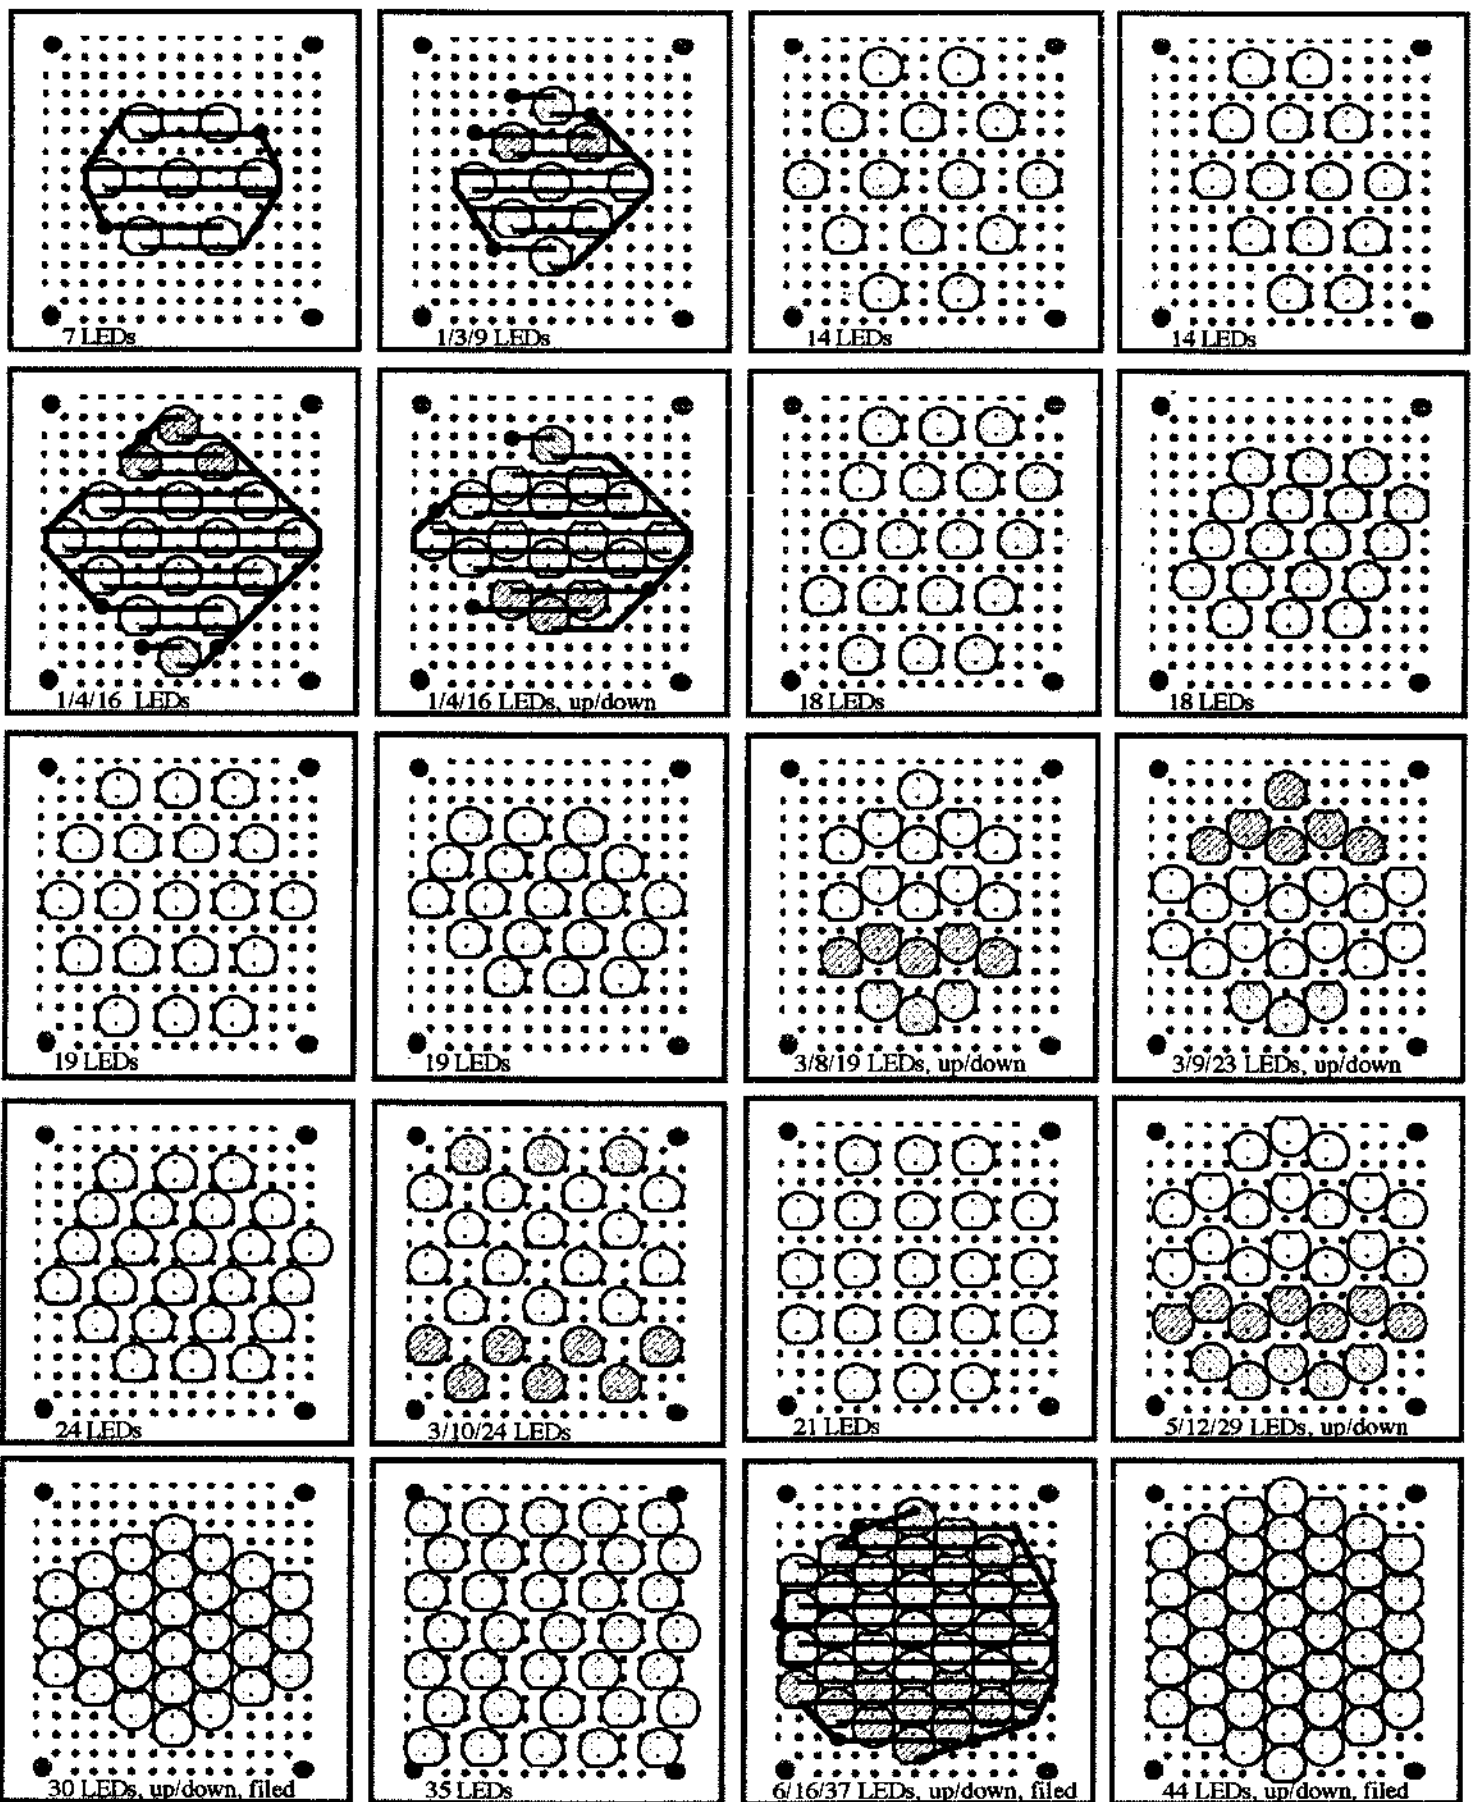 7 LEDs
1/3/9 LEDs
14 LEDs
14 LEDs
1/4/16 LEDs
1/4/16 LEDs, up/down
18 LEDs
18 LEDs
19 LEDs
19 LEDs
3/8/19 LEDs, up/down
3/9/23 LEDs, up/down
24 LEDs
3/10/24 LEDs
21 LEDs
5/12/29 LEDs, up/down
30 LEDs, up/down, filed
35 LEDs
6/16/37 LEDs, up/down, filed
44 LEDs, up/down, filed